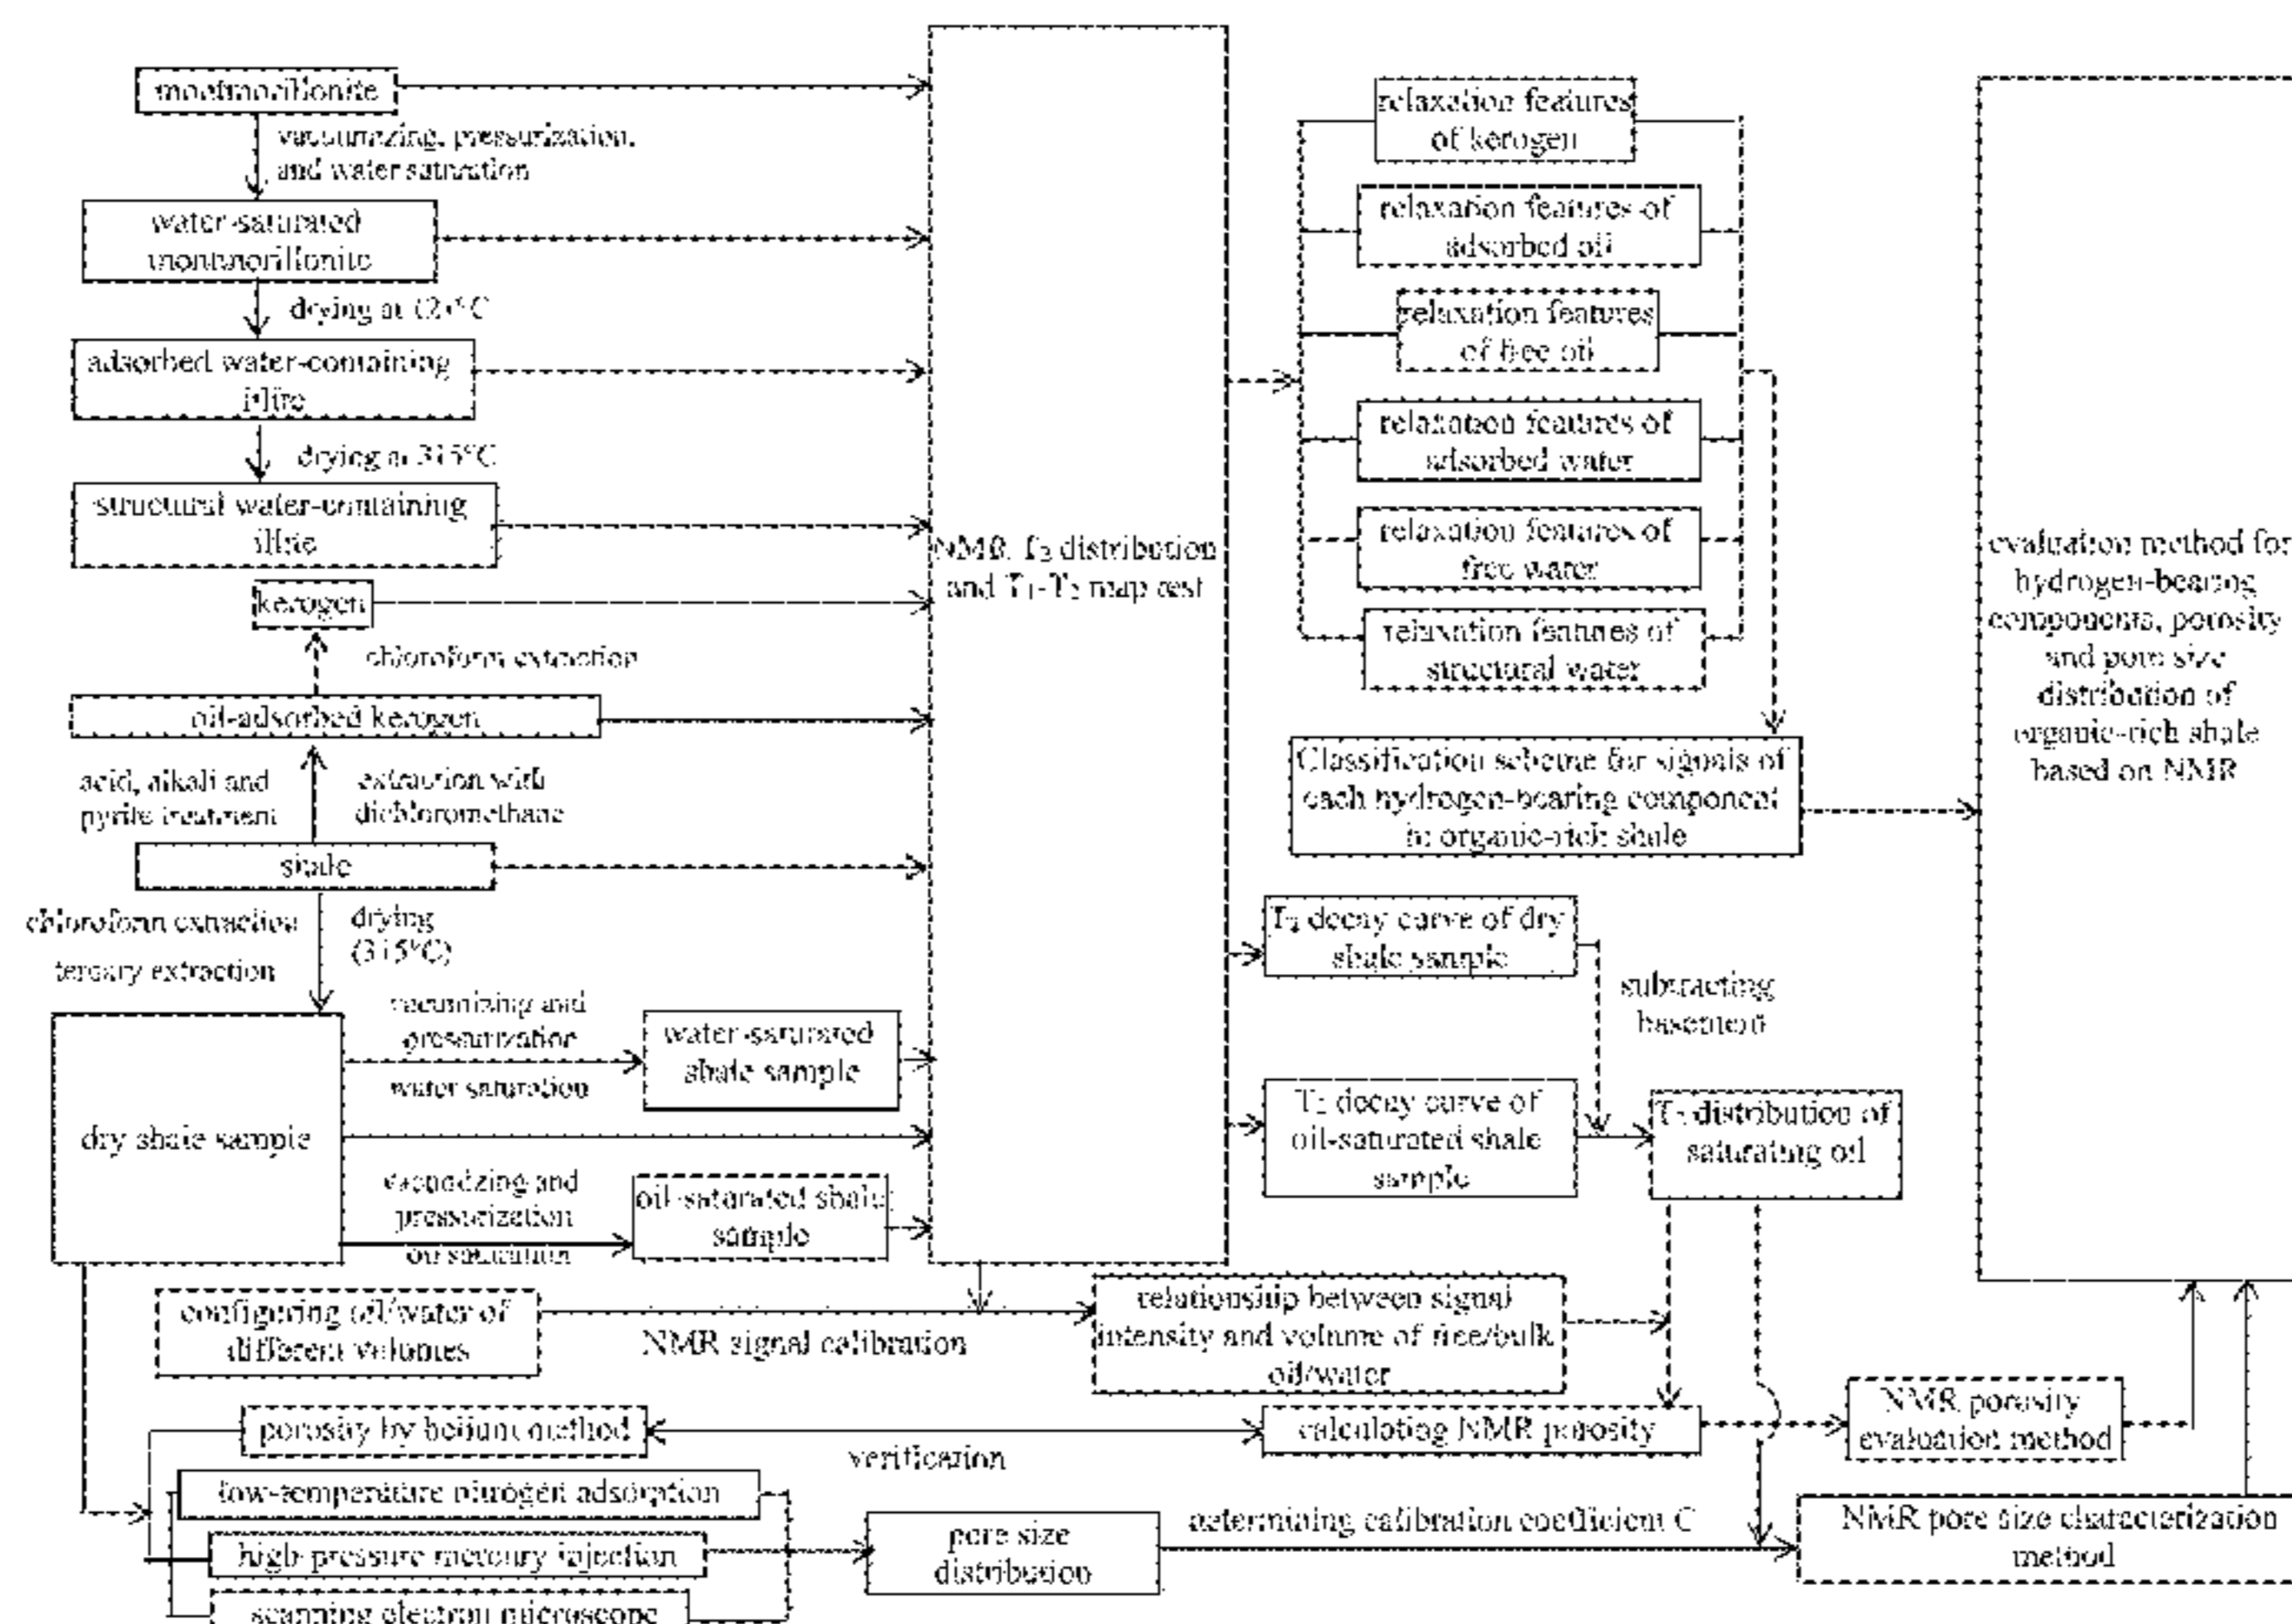 montmorillonite
vacuumizing, pressurization,
and water saturation
water-saturated
montmorillonite
drying at
adsorbed water-containing
illite
drying at 315°C
structural water-containing
illite
kerogen
chloroform extraction
oil-adsorbed kerogen
acid, alkali and
pyrite treatment
extraction with
dichloromethane
shale
chloroform extraction
ternary extraction
drying
(315°C)
dry shale sample
vacuumizing and
pressurization
water saturation
water-saturated
shale sample
vacuumizing and
pressurization
oil saturation
oil-saturated shale
sample
NMR T₂ distribution
and T₁-T₂ map test
relaxation features
of kerogen
relaxation features of
adsorbed oil
relaxation features
of free oil
relaxation features of
adsorbed water
relaxation features of
free water
relaxation features of
structural water
Classification scheme for signals of
each hydrogen-bearing component
in organic-rich shale
T₂ decay curve of dry
shale sample
subtracting
basement
T₂ decay curve of
oil-saturated shale
sample
T₂ distribution of
saturating oil
evaluation method for
hydrogen-bearing
components, porosity
and pore size
distribution of
organic-rich shale
based on NMR
configuring oil/water of
different volumes
NMR signal calibration
relationship between signal
intensity and volume of free/bulk
oil/water
porosity by helium method
verification
calculating NMR porosity
NMR porosity
evaluation method
low-temperature nitrogen adsorption
high-pressure mercury injection
scanning electron microscope
pore size
distribution
determining calibration coefficient C
NMR pore size characterization
method